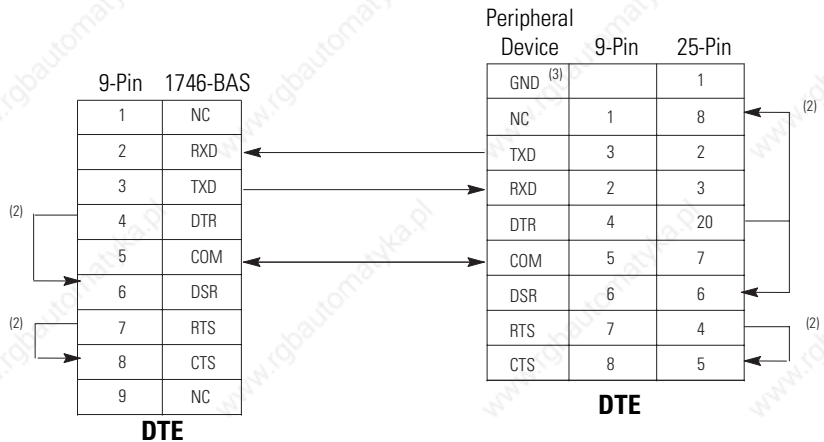 Peripheral
Device 9-Pin 25-Pin
GND (3) 1
NC 1 8 (2)
TXD 3 2
RXD 2 3
DTR 4 20
COM 5 7
DSR 6 6
RTS 7 4 (2)
CTS 8 5
DTE
9-Pin 1746-BAS
1 NC
2 RXD
3 TXD
(2) 4 DTR
5 COM
6 DSR
(2) 7 RTS
8 CTS
9 NC
DTE
www.rgbautomatyka.pl